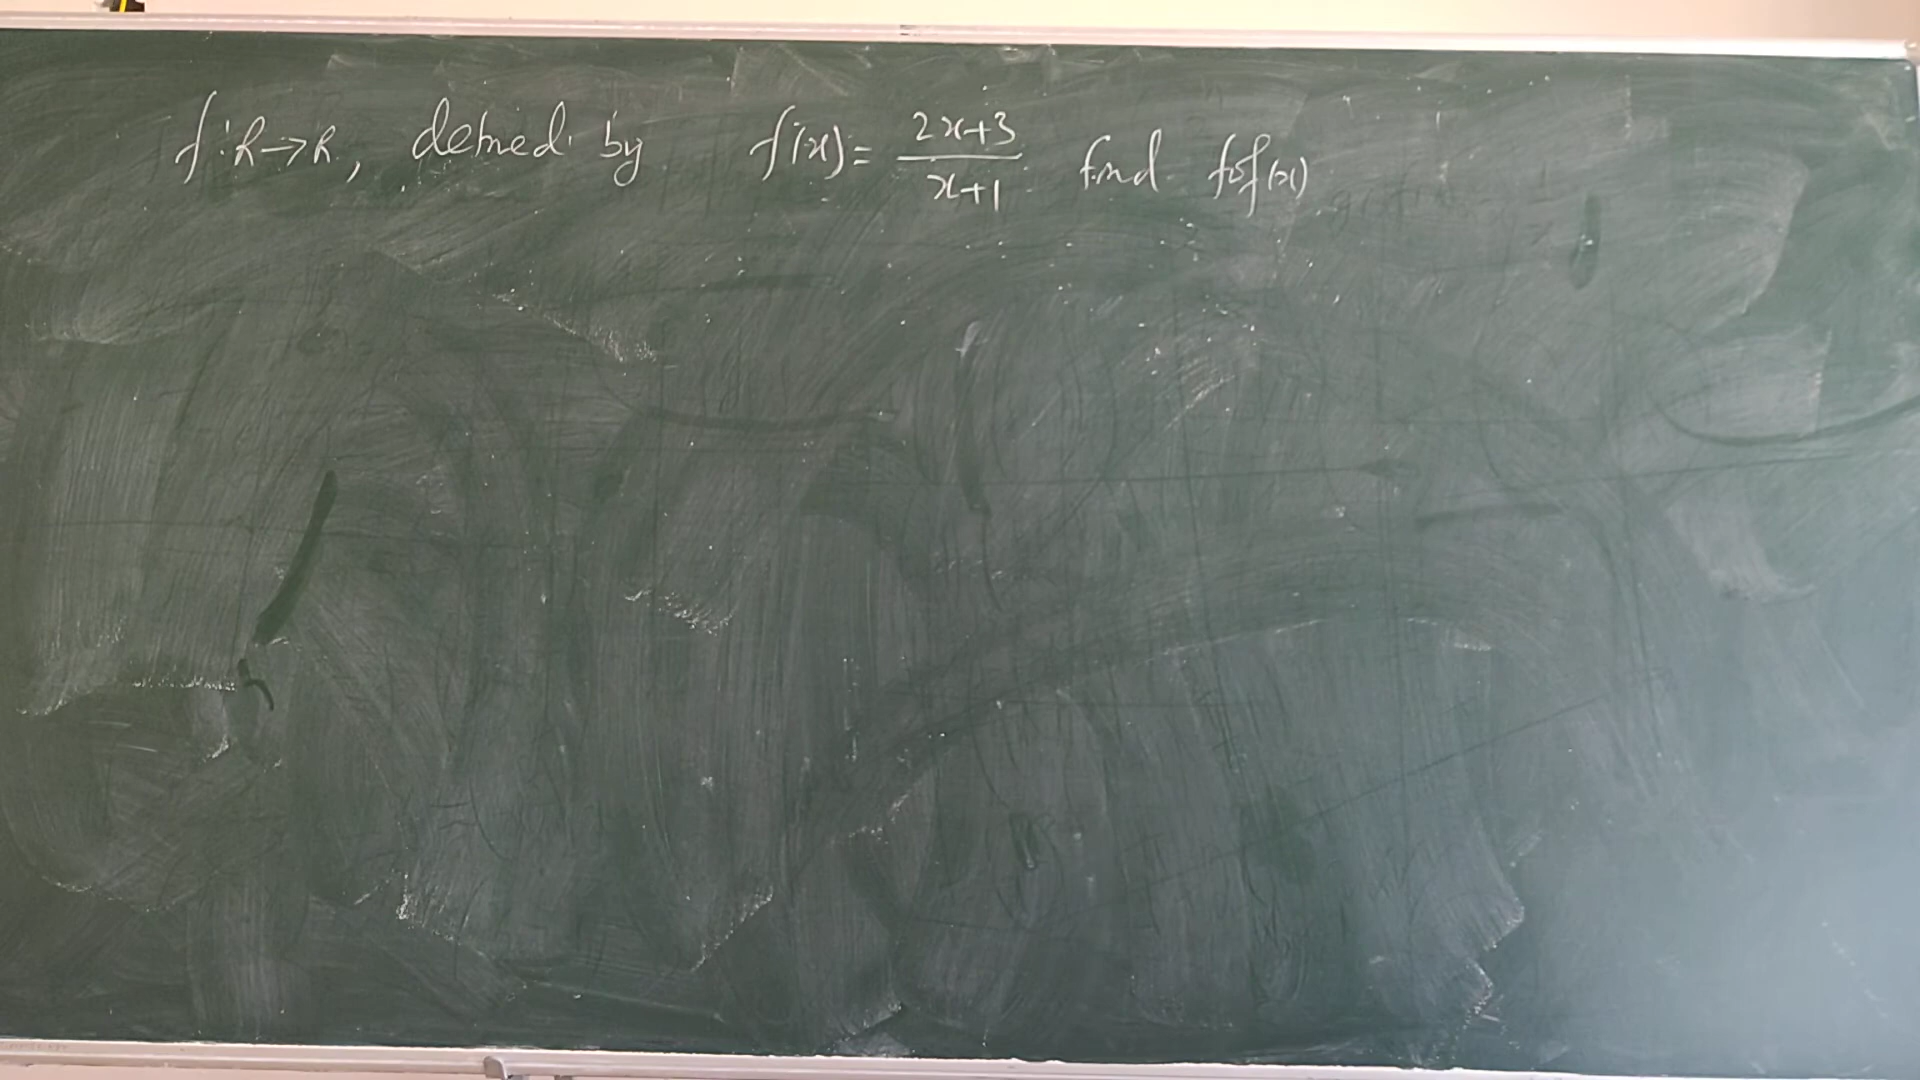 f:R→R, defined by f(x)= (2x+3)/(x+1) find fof(x)